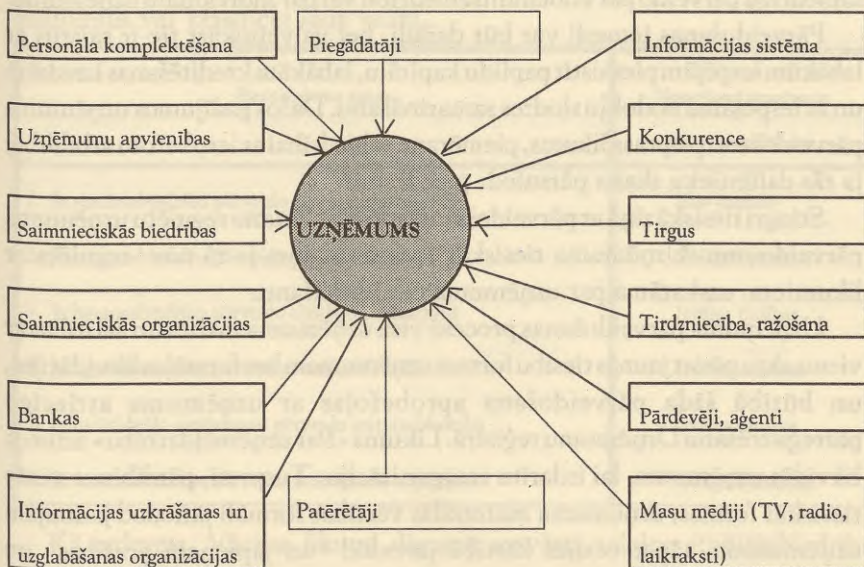 Personāla komplektēšana
Piegādātāji
Informācijas sistēma
Uzņēmumu apvienības
Konkurence
Saimnieciskās biedrības
UZŅĒMUMS
Tirgus
Saimnieciskās organizācijas
Tirdzniecība, ražošana
Bankas
Pārdevēji, aģenti
Informācijas uzkrāšanas un
uzglabāšanas organizācijas
Patērētāji
Masu mēdiji (TV, radio,
laikraksti)